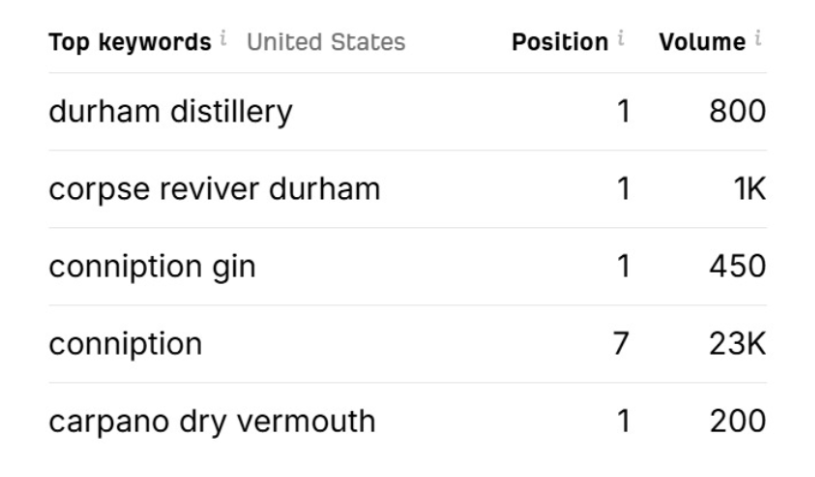 Top keywords i United States Position i Volume i
durham distillery 1 800
corpse reviver durham 1 1K
conniption gin 1 450
conniption 7 23K
carpano dry vermouth 1 200